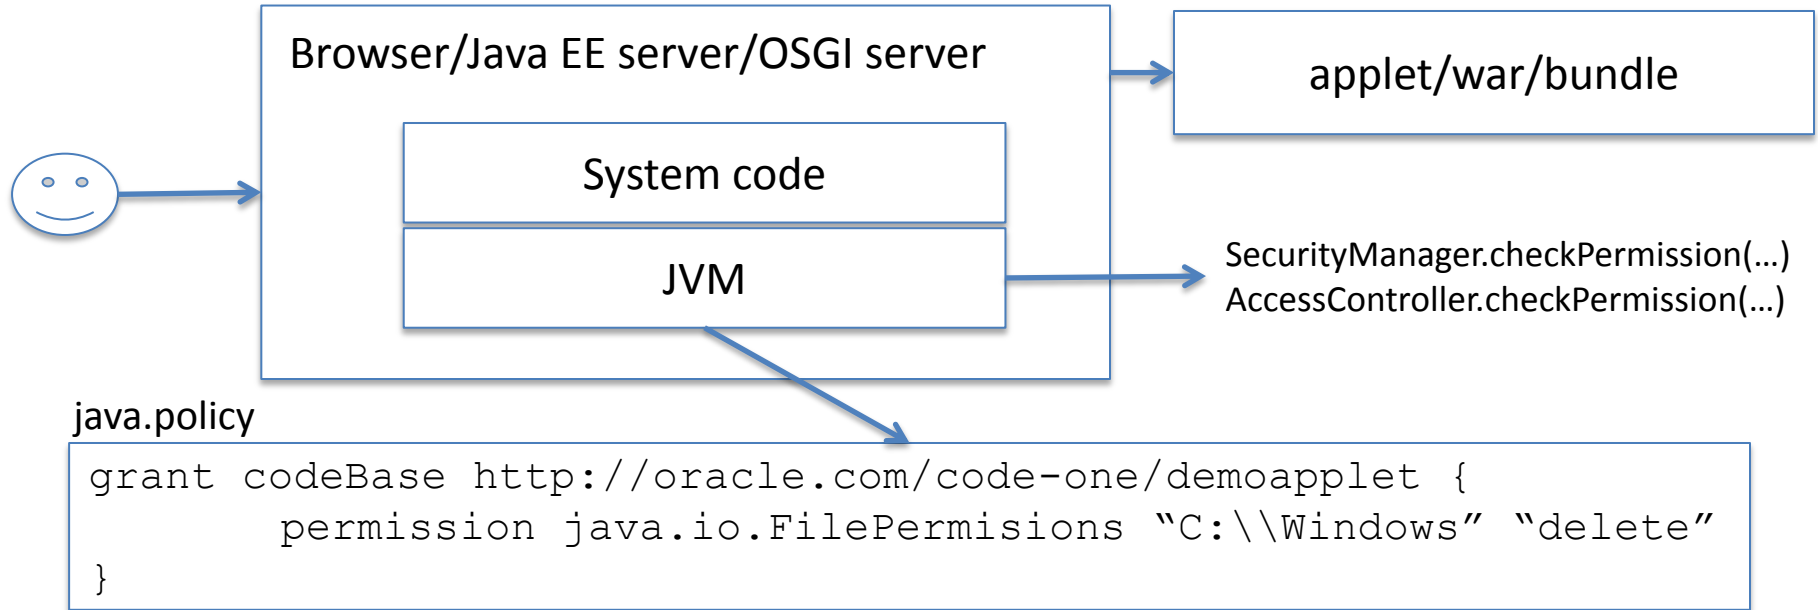 Browser/Java EE server/OSGI server
applet/war/bundle
System code
JVM
SecurityManager.checkPermission(…)
AccessController.checkPermission(…)
java.policy
grant codeBase http://oracle.com/code-one/demoapplet {
permission java.io.FilePermisions “C:\\Windows” “delete”
}